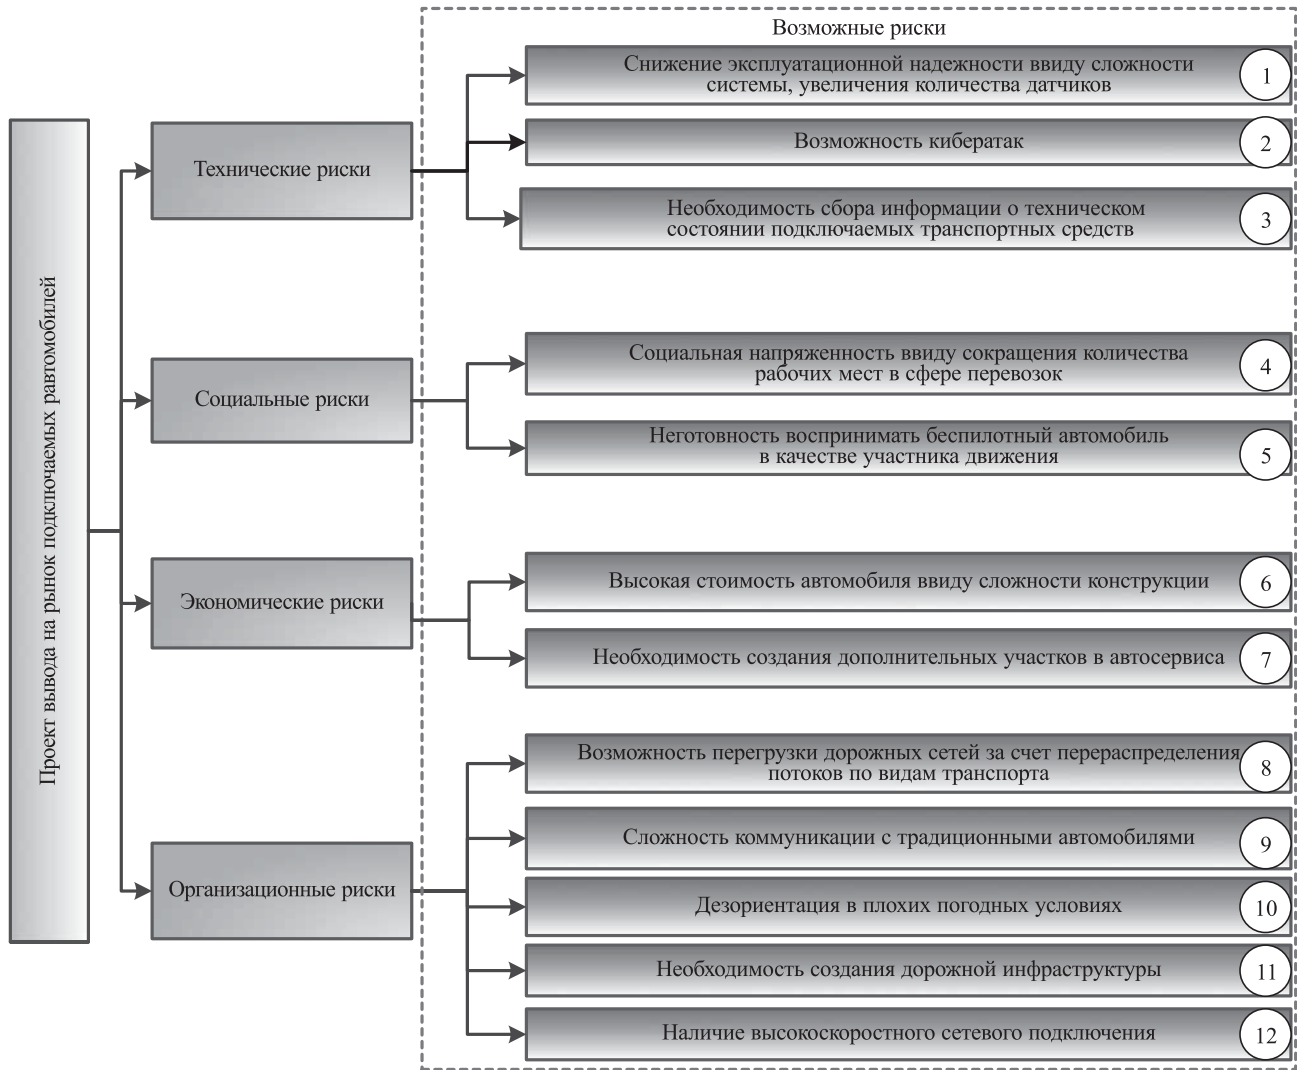 Возможные риски
Проект вывода на рынок подключаемых равтомобилей
Технические риски
Снижение эксплуатационной надежности ввиду сложности
системы, увеличения количества датчиков
1
Возможность кибератак
2
Необходимость сбора информации о техническом
состоянии подключаемых транспортных средств
3
Социальные риски
Социальная напряженность ввиду сокращения количества
рабочих мест в сфере перевозок
4
Неготовность воспринимать беспилотный автомобиль
в качестве участника движения
5
Экономические риски
Высокая стоимость автомобиля ввиду сложности конструкции
6
Необходимость создания дополнительных участков в автосервиса
7
Организационные риски
Возможность перегрузки дорожных сетей за счет перераспределения
потоков по видам транспорта
8
Сложность коммуникации с традиционными автомобилями
9
Дезориентация в плохих погодных условиях
10
Необходимость создания дорожной инфраструктуры
11
Наличие высокоскоростного сетевого подключения
12